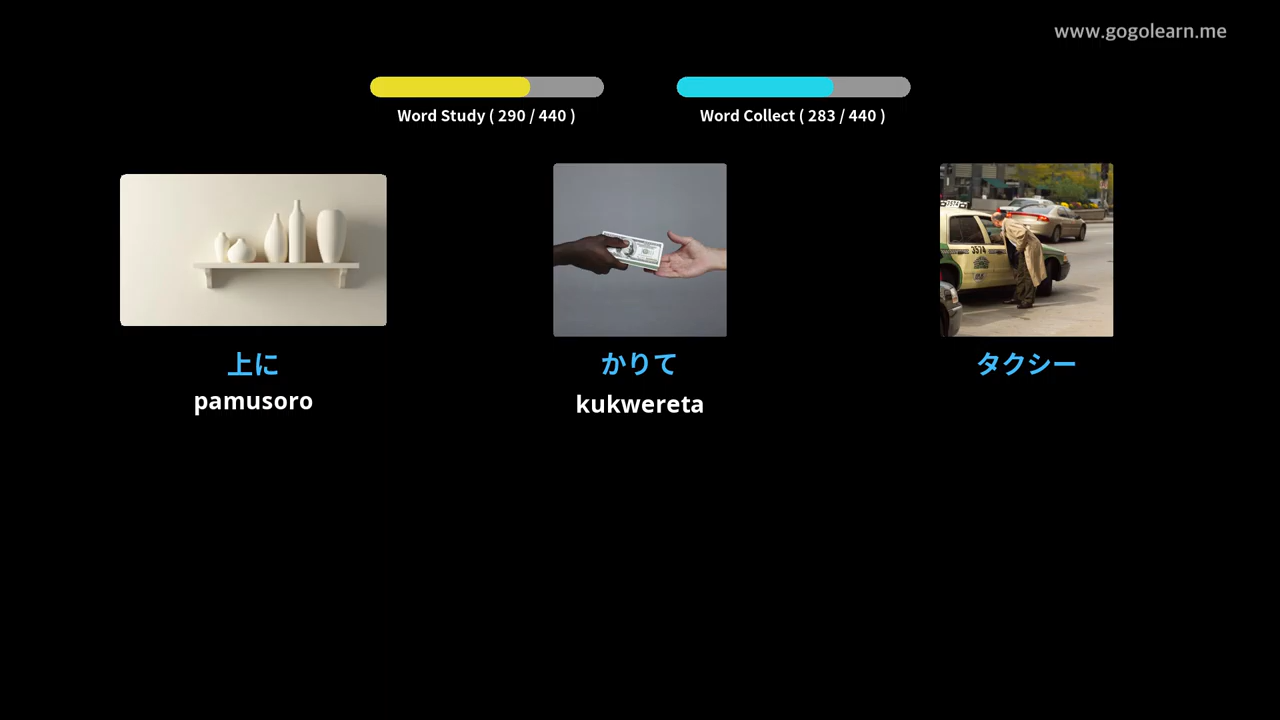 www.gogolearn.me
Word Study ( 290 / 440 )
Word Collect ( 283 / 440 )
3574
上に
かりて
タクシー
pamusoro
kukwereta